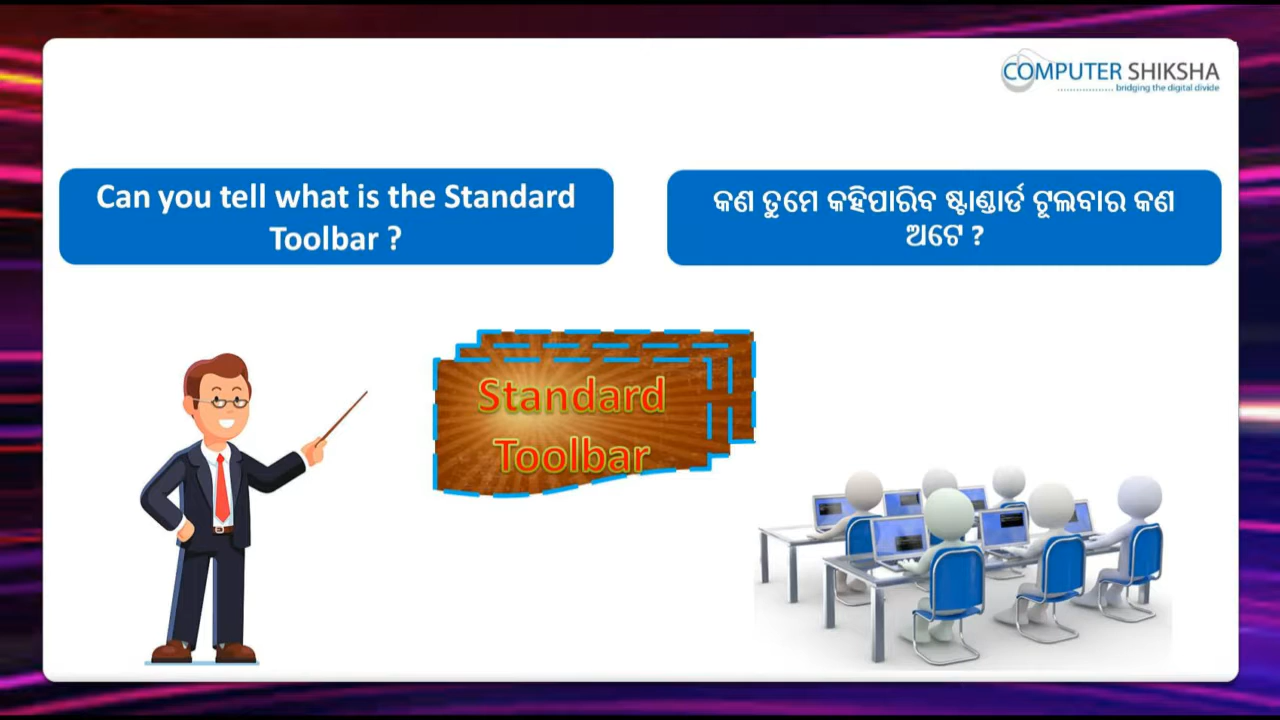 COMPUTER SHIKSHA
bridging the digital divide
Can you tell what is the Standard
Toolbar ?
କଣ ତୁମେ କହିପାରିବ ଷ୍ଟାଣ୍ଡାର୍ଡ ଟୂଲବାର କଣ
ଅଟେ ?
Standard
Toolbar